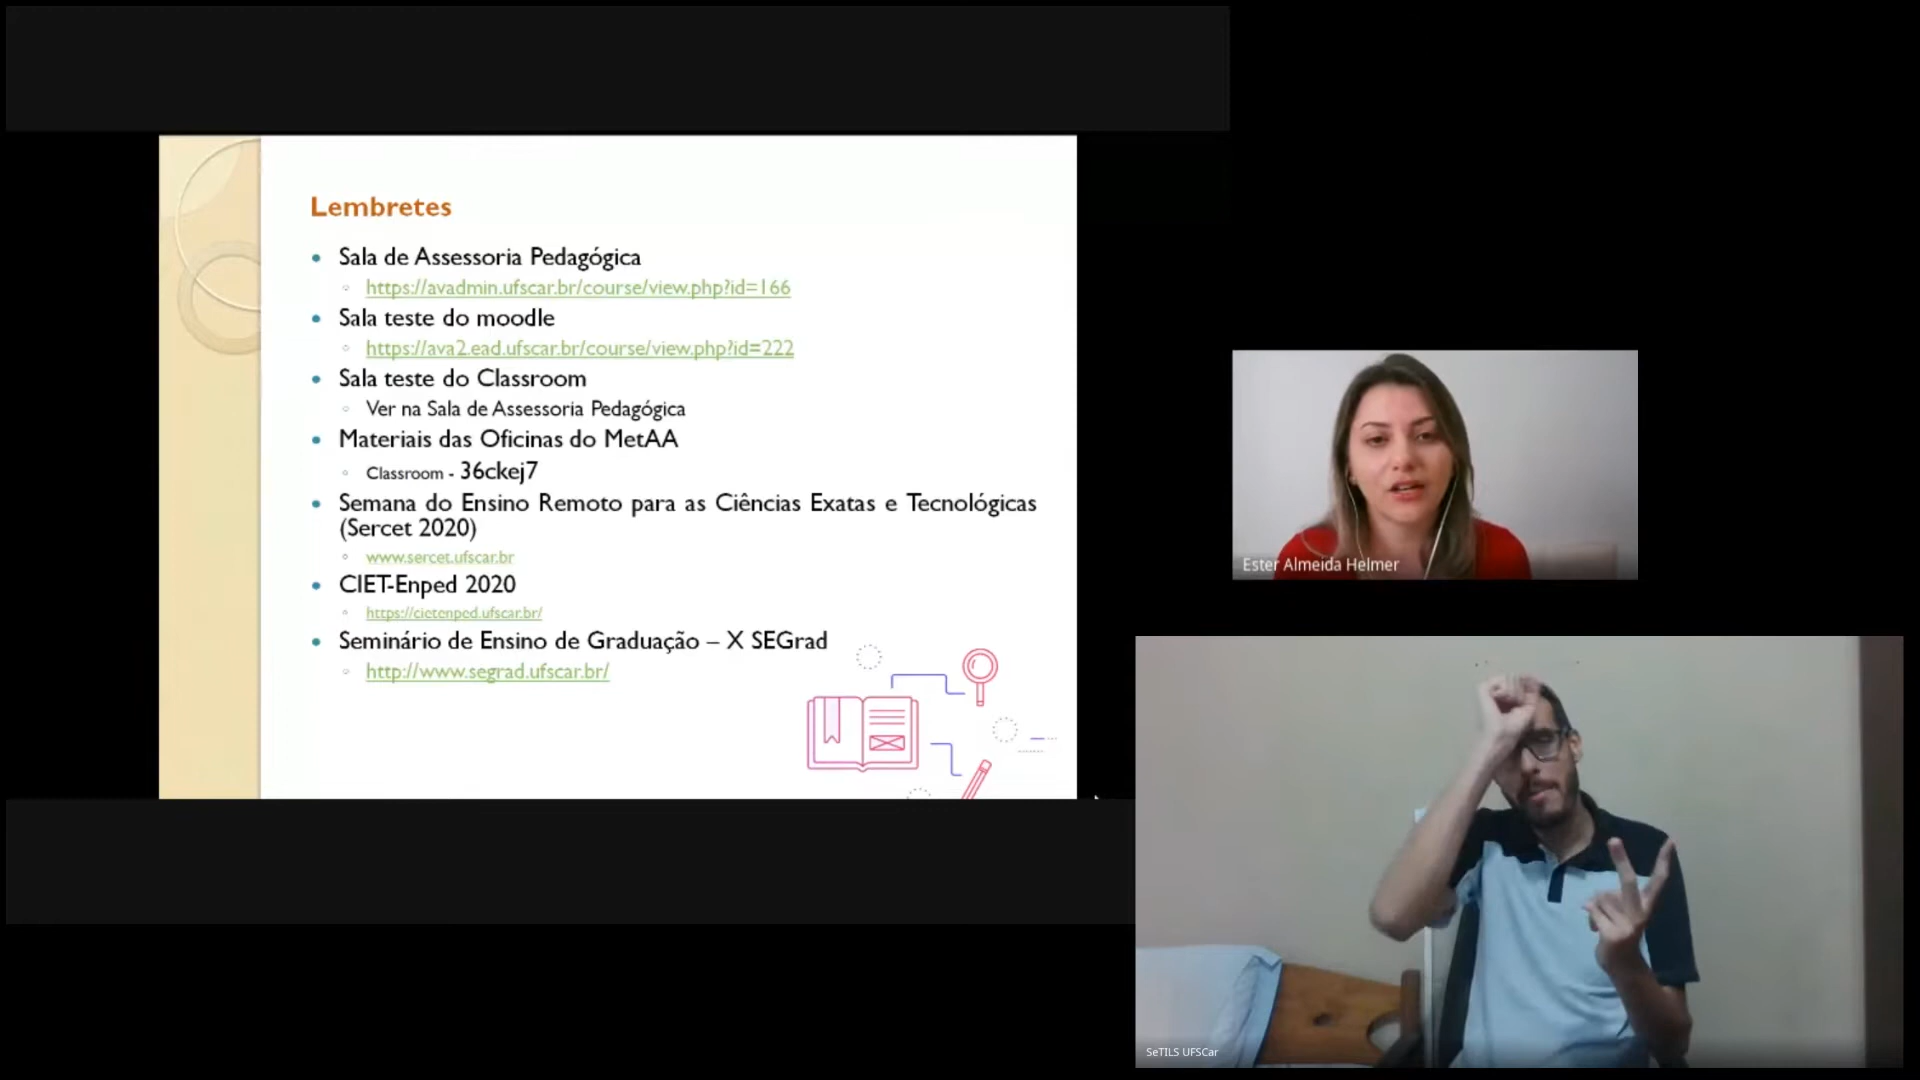 Lembretes
Sala de Assessoria Pedagógica
https://avadmin.ufscar.br/course/view.php?id=166
Sala teste do moodle
https://ava2.ead.ufscar.br/course/view.php?id=222
Sala teste do Classroom
Ver na Sala de Assessoria Pedagógica
Materiais das Oficinas do MetAA
Classroom - 36ckej7
Semana do Ensino Remoto para as Ciências Exatas e Tecnológicas
(Sercet 2020)
www.sercet.ufscar.br
CIET-Enped 2020
https://cietenped.ufscar.br/
Seminário de Ensino de Graduação – X SEGrad
http://www.segrad.ufscar.br/
Ester Almeida Helmer
SeTILS UFSCar